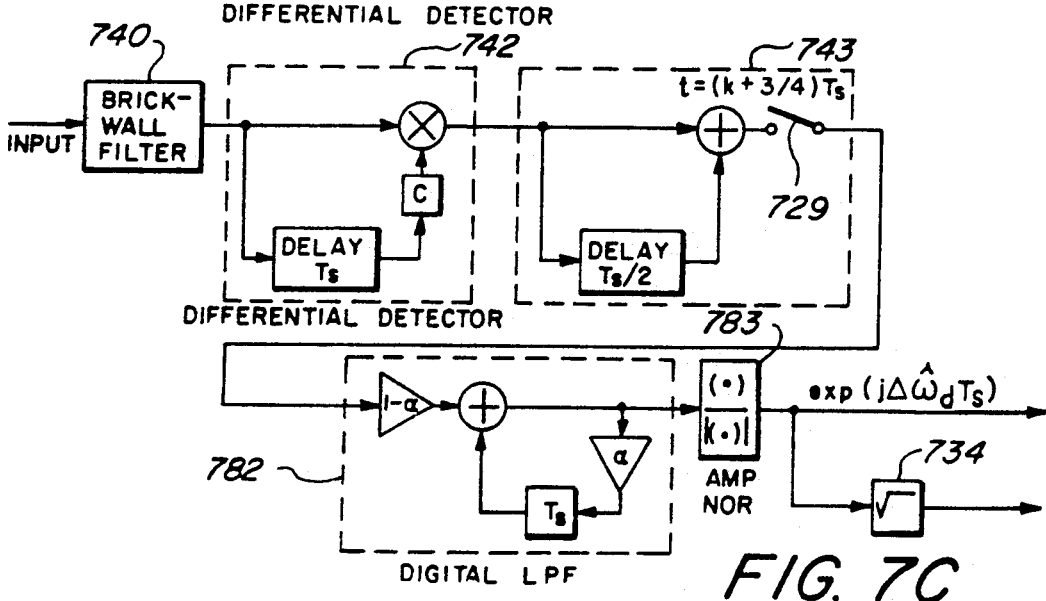 DIFFERENTIAL DETECTOR
740
742
743
BRICK-
WALL
FILTER
INPUT
t=(k+3/4)Ts
729
C
DELAY
Ts
DELAY
Ts/2
DIFFERENTIAL DETECTOR
783
1-α
(•)
|(•)|
exp (jΔω̂dTs)
α
782
AMP
NOR
734
√
Ts
DIGITAL LPF
FIG. 7C